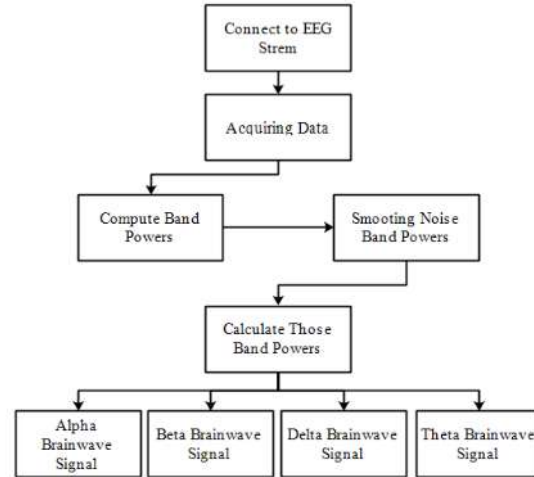 Connect to EEG
Strem
Acquiring Data
Compute Band
Powers
Smooting Noise
Band Powers
Calculate Those
Band Powers
Alpha
Brainwave
Signal
Beta Brainwave
Signal
Delta Brainwave
Signal
Theta Brainwave
Signal